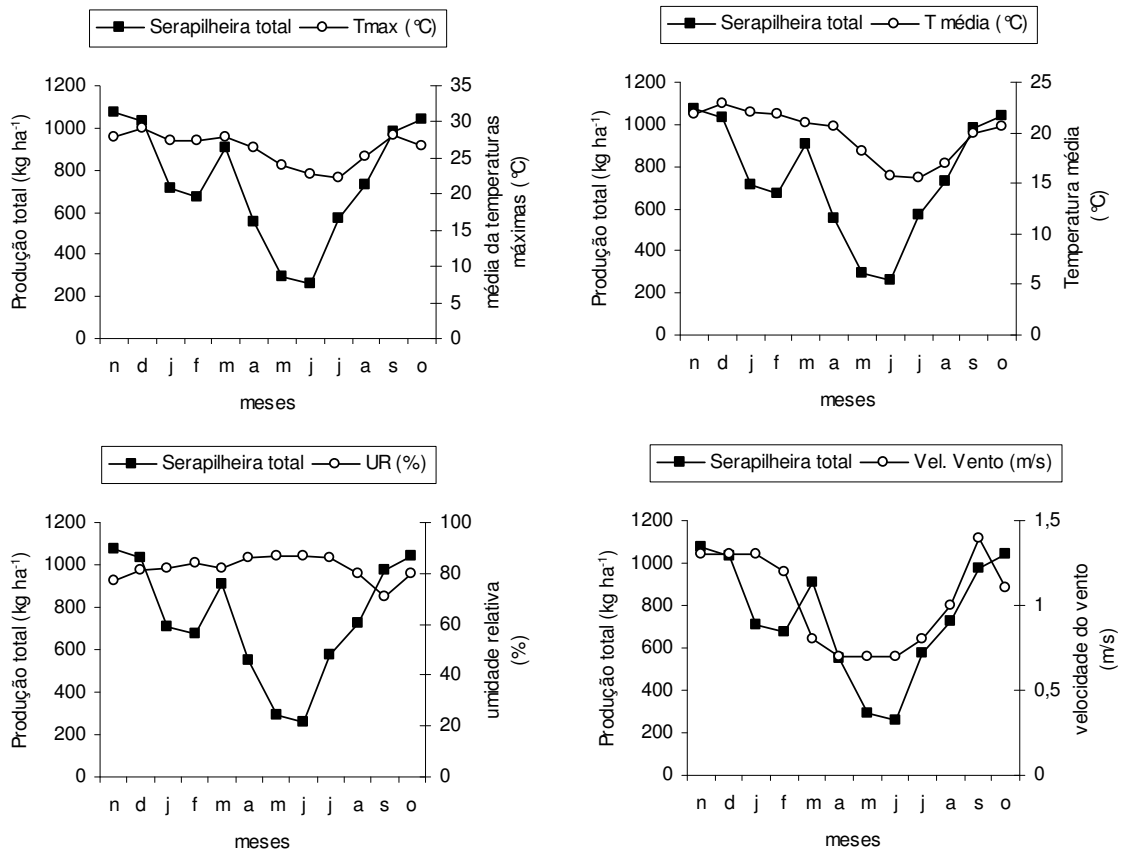 Serapilheira total Tmax (°C)
1200
1000
800
600
400
200
0
Produção total (kg ha⁻¹)
35
30
25
20
15
10
5
0
média da temperaturas
máximas (°C)
n d j f m a m j j a s o
meses
Serapilheira total T média (°C)
1200
1000
800
600
400
200
0
Produção total (kg ha⁻¹)
25
20
15
10
5
0
Temperatura média
(°C)
n d j f m a m j j a s o
meses
Serapilheira total UR (%)
1200
1000
800
600
400
200
0
Produção total (kg ha⁻¹)
100
80
60
40
20
0
umidade relativa
(%)
n d j f m a m j j a s o
meses
Serapilheira total Vel. Vento (m/s)
1200
1000
800
600
400
200
0
Produção total (kg ha⁻¹)
1,5
1
0,5
0
velocidade do vento
(m/s)
n d j f m a m j j a s o
meses